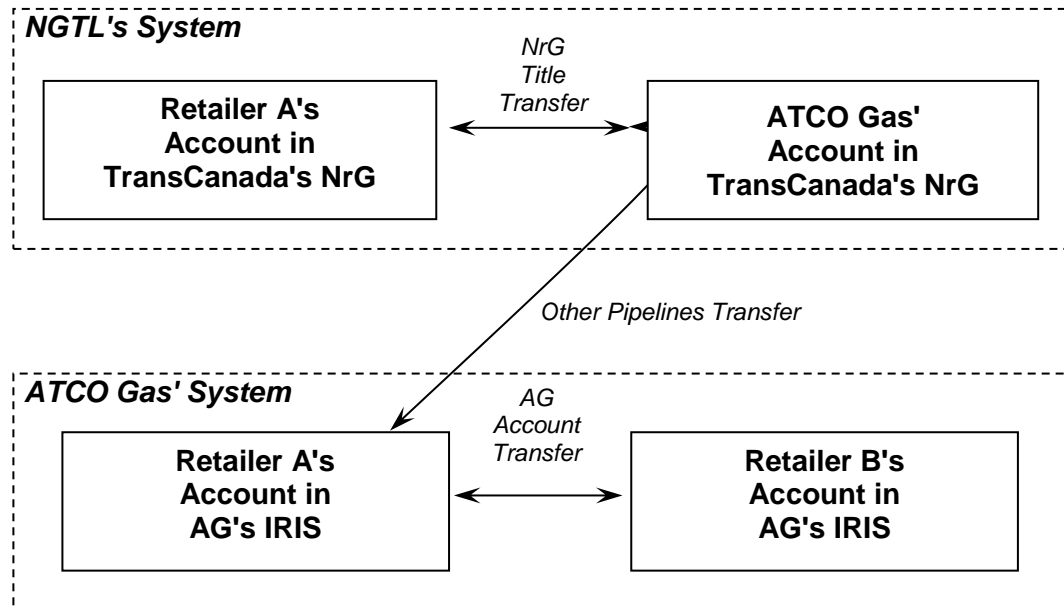 NGTL's System
NrG
Title
Transfer
Retailer A's
Account in
TransCanada's NrG
ATCO Gas'
Account in
TransCanada's NrG
Other Pipelines Transfer
ATCO Gas' System
AG
Account
Transfer
Retailer A's
Account in
AG's IRIS
Retailer B's
Account in
AG's IRIS